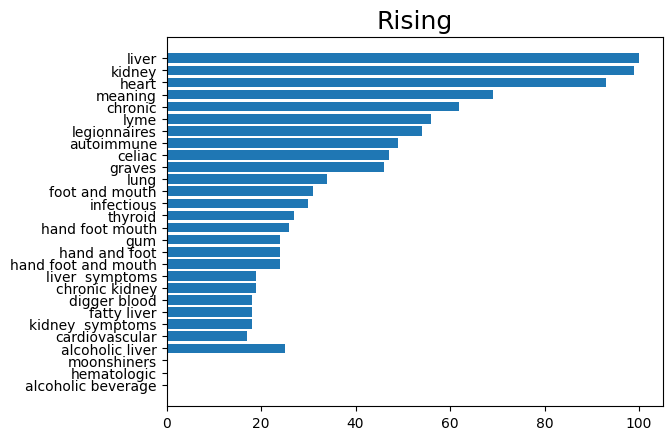 Rising
liver
kidney
heart
meaning
chronic
lyme
legionnaires
autoimmune
celiac
graves
lung
foot and mouth
infectious
thyroid
hand foot mouth
gum
hand and foot
hand foot and mouth
liver  symptoms
chronic kidney
digger blood
fatty liver
kidney  symptoms
cardiovascular
alcoholic liver
moonshiners
hematologic
alcoholic beverage
0 20 40 60 80 100